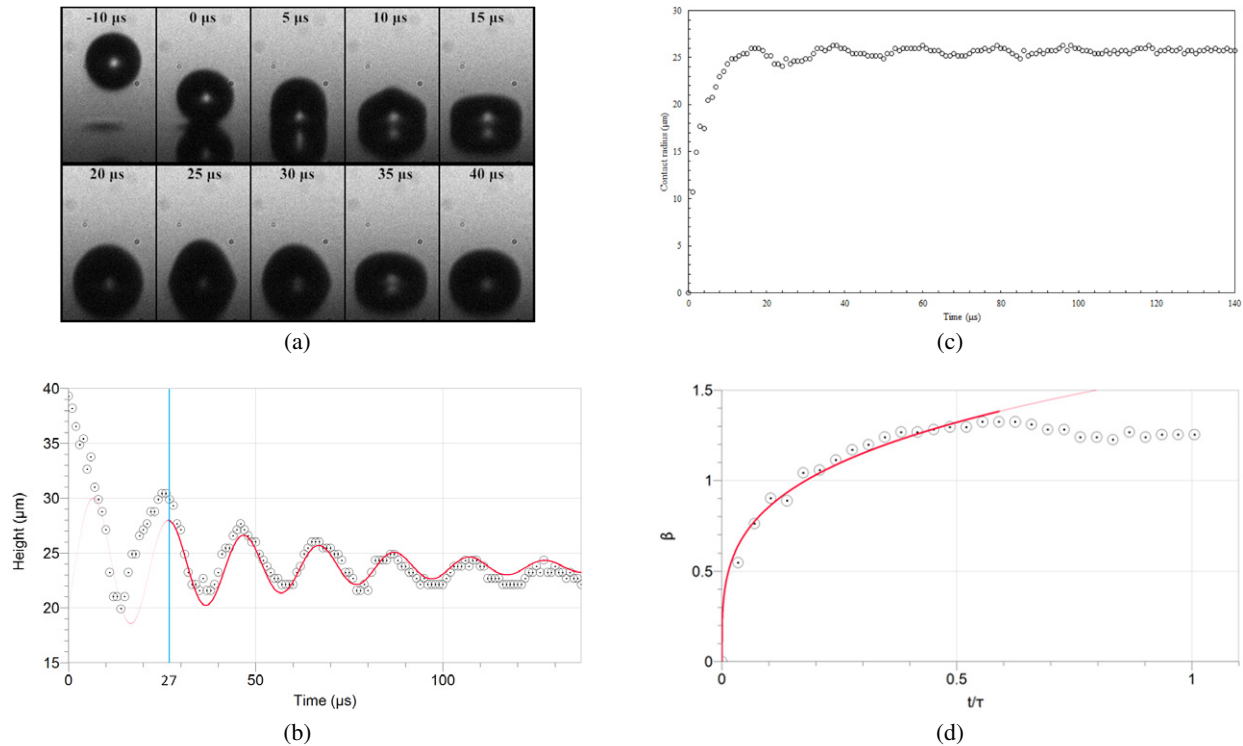 -10 µs
0 µs
5 µs
10 µs
15 µs
20 µs
25 µs
30 µs
35 µs
40 µs
(a)
30
25
20
15
10
5
0
Contact radius (µm)
0
20
40
60
80
100
120
140
Time (µs)
(c)
40
35
30
25
20
15
Height (µm)
0
27
50
100
Time (µs)
(b)
1.5
1
0.5
0
β
0
0.5
1
t/τ
(d)